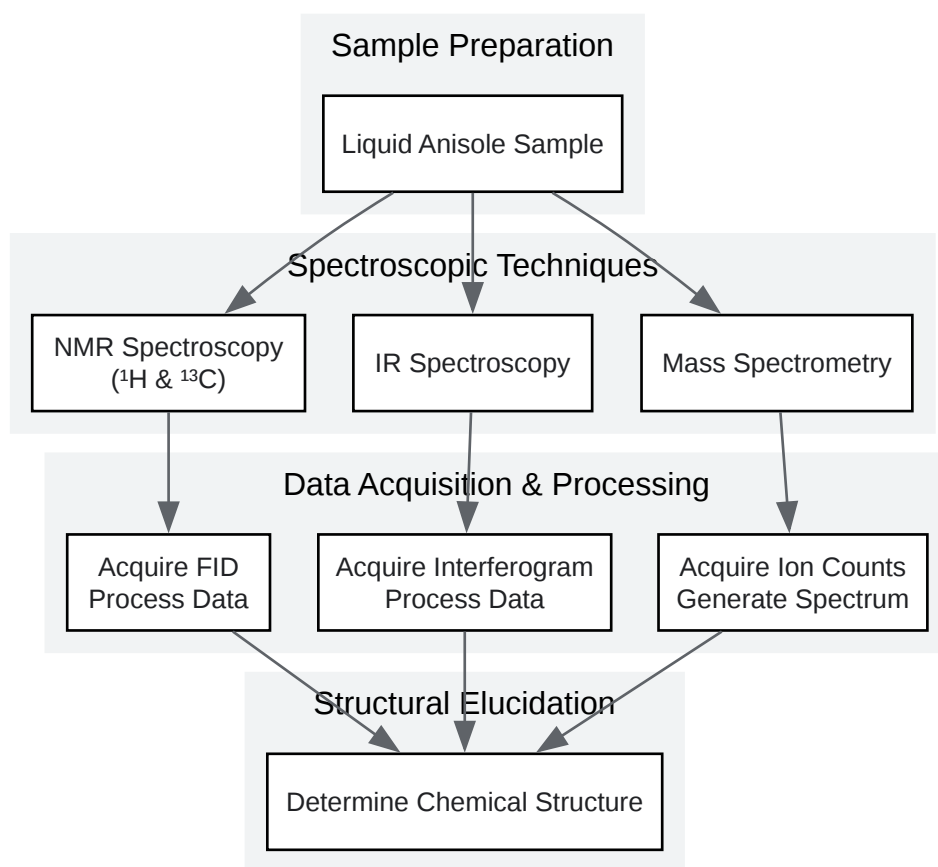 Sample Preparation
Liquid Anisole Sample
Spectroscopic Techniques
NMR Spectroscopy
(¹H & ¹³C)
IR Spectroscopy
Mass Spectrometry
Data Acquisition & Processing
Acquire FID
Process Data
Acquire Interferogram
Process Data
Acquire Ion Counts
Generate Spectrum
Structural Elucidation
Determine Chemical Structure